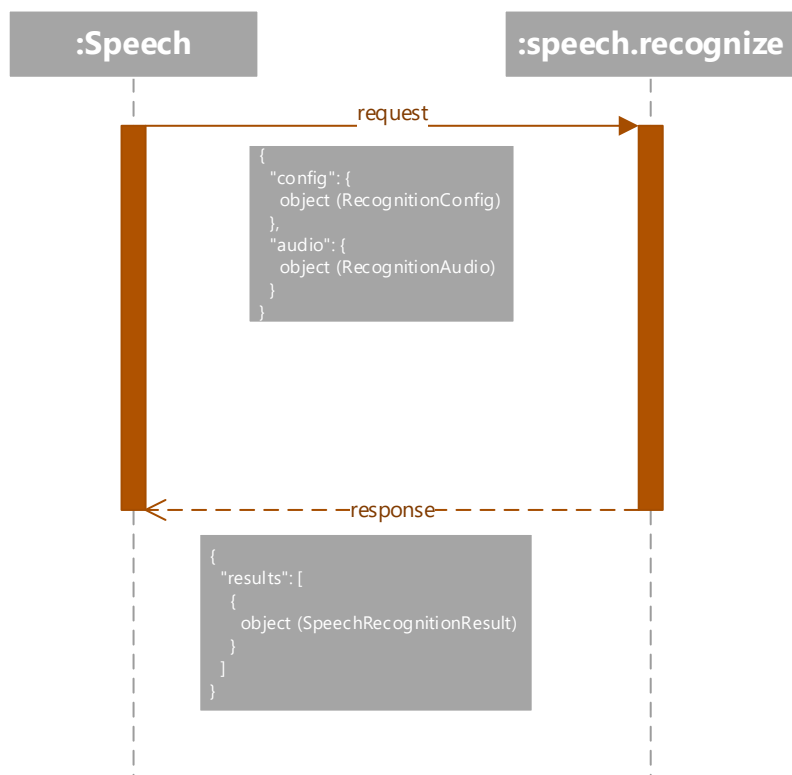 :Speech
:speech.recognize
request
{
"config": {
object (RecognitionConfig)
},
"audio": {
object (RecognitionAudio)
}
}
response
{
"results": [
{
object (SpeechRecognitionResult)
}
]
}